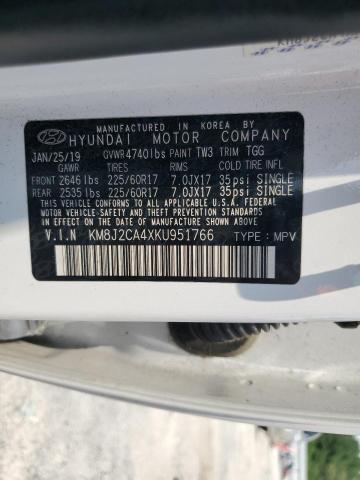 MANUFACTURED IN KOREA BY
HYUNDAI MOTOR COMPANY
JAN/25/19 GVWR 4740lbs PAINT TW3 TRIM TGG
GAWR TIRES RIMS COLD TIRE INFL
FRONT 2646lbs 225/60R17 7.0JX17 35psi SINGLE
REAR 2535lbs 225/60R17 7.0JX17 35psi SINGLE
THIS VEHICLE CONFORMS TO ALL APPLICABLE
U.S.A. FEDERAL MOTOR VEHICLE
SAFETY, BUMPER, AND THEFT PREVENTION STANDARDS
IN EFFECT ON THE DATE OF MANUFACTURE SHOWN ABOVE.
V.I.N KM8J2CA4XKU951766 TYPE : MPV